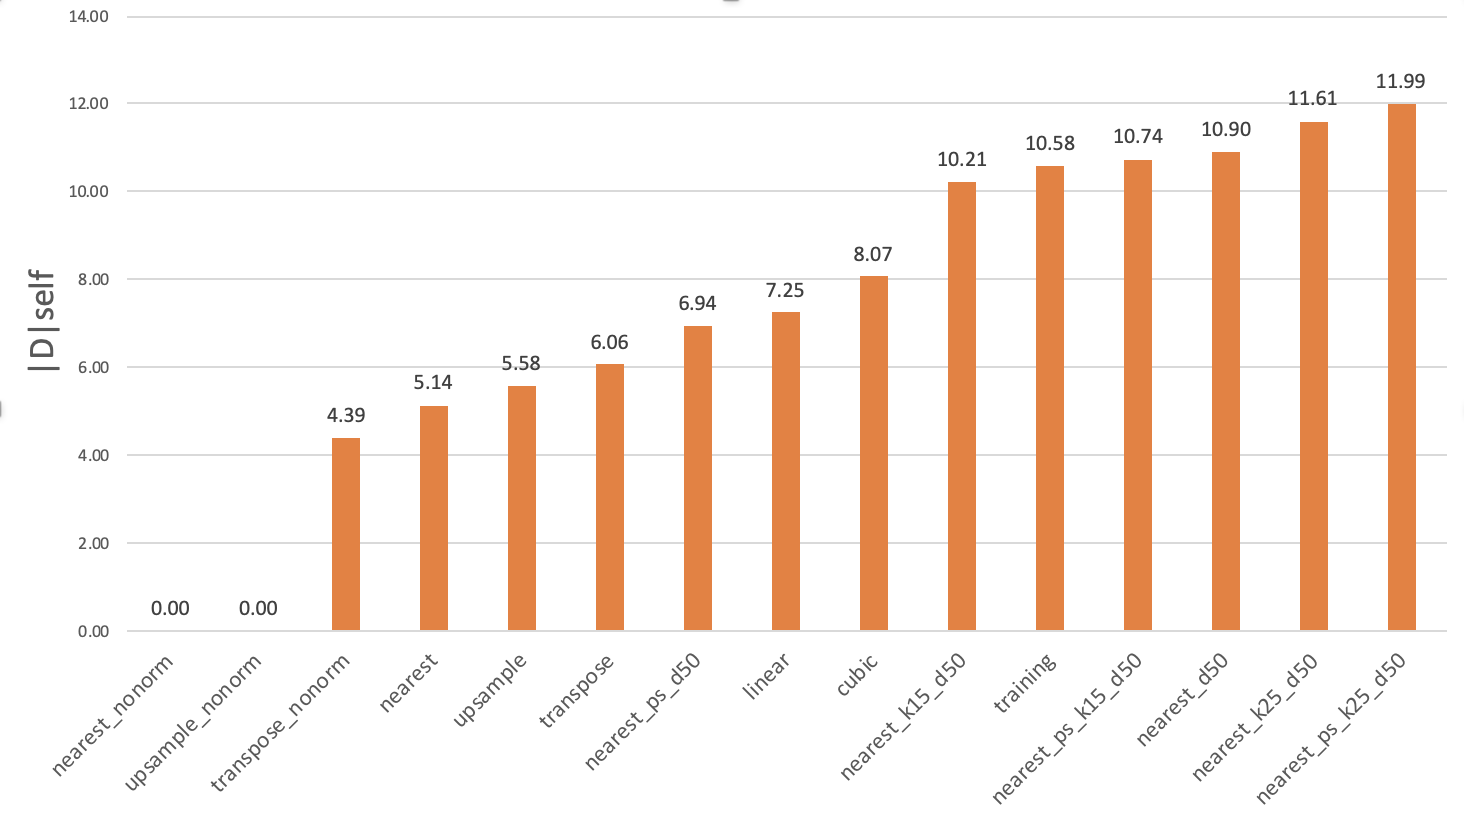 14.00
12.00
10.00
8.00
6.00
4.00
2.00
0.00
|D|self
0.00
0.00
4.39
5.14
5.58
6.06
6.94
7.25
8.07
10.21
10.58
10.74
10.90
11.61
11.99
nearest_nonorm
upsample_nonorm
transpose_nonorm
nearest
upsample
transpose
nearest_ps_d50
linear
cubic
nearest_k15_d50
training
nearest_ps_k15_d50
nearest_d50
nearest_k25_d50
nearest_ps_k25_d50